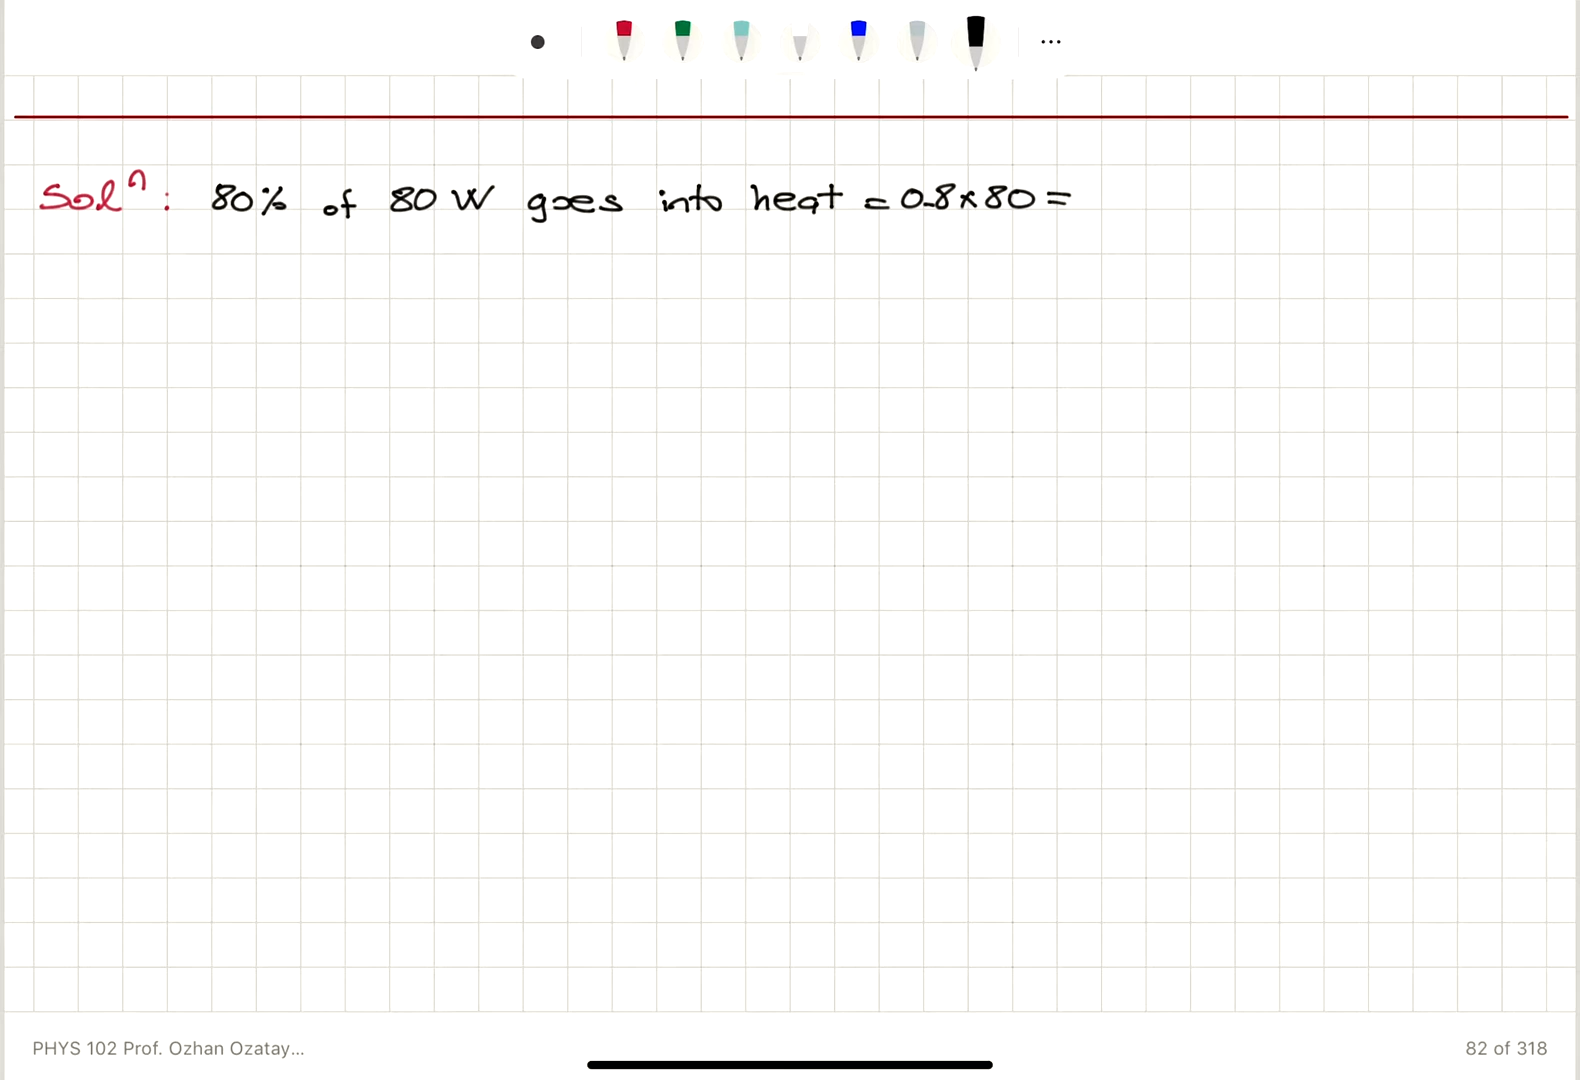 Solⁿ: 80% of 80 W goes into heat = 0.8 x 80 =
PHYS 102 Prof. Ozhan Ozatay...
82 of 318